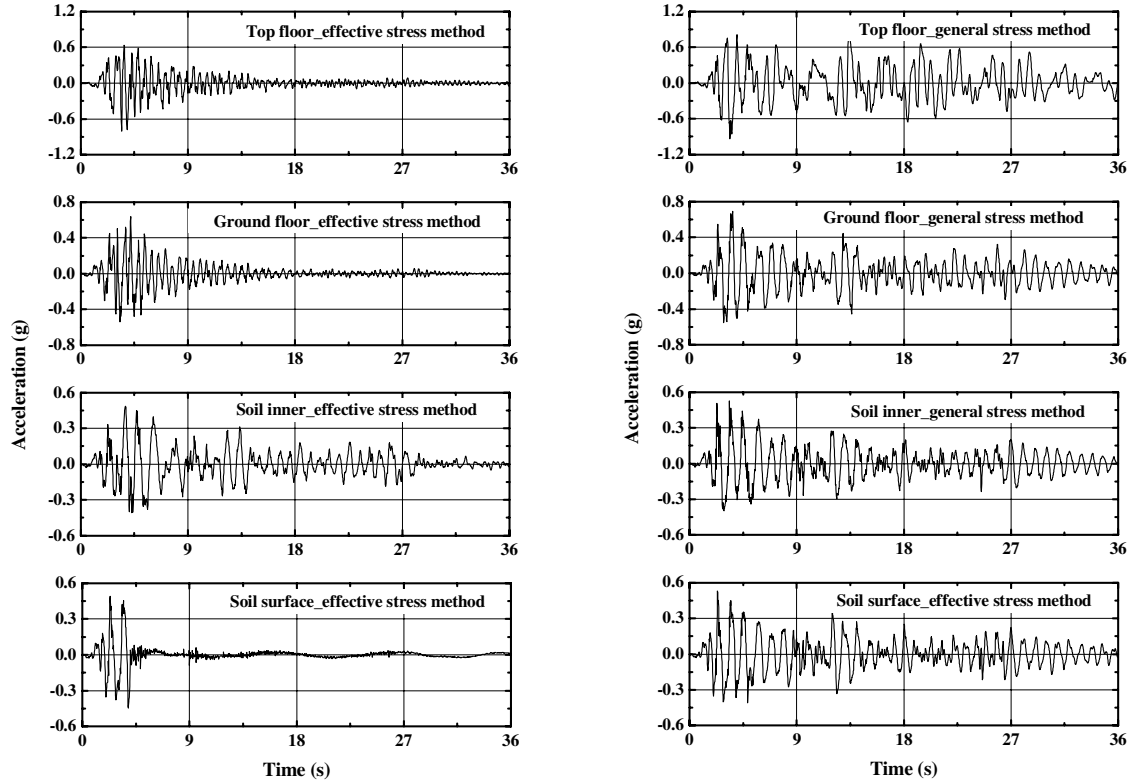 Top floor_effective stress method
1.2
0.6
0.0
-0.6
-1.2
0 9 18 27 36
Ground floor_effective stress method
0.8
0.4
0.0
-0.4
-0.8
0 9 18 27 36
Soil inner_effective stress method
0.6
0.3
0.0
-0.3
-0.6
0 9 18 27 36
Soil surface_effective stress method
0.6
0.3
0.0
-0.3
-0.6
0 9 18 27 36
Acceleration (g)
Time (s)
Top floor_general stress method
1.2
0.6
0.0
-0.6
-1.2
0 9 18 27 36
Ground floor_general stress method
0.8
0.4
0.0
-0.4
-0.8
0 9 18 27 36
Soil inner_general stress method
0.6
0.3
0.0
-0.3
-0.6
0 9 18 27 36
Soil surface_effective stress method
0.6
0.3
0.0
-0.3
-0.6
0 9 18 27 36
Acceleration (g)
Time (s)